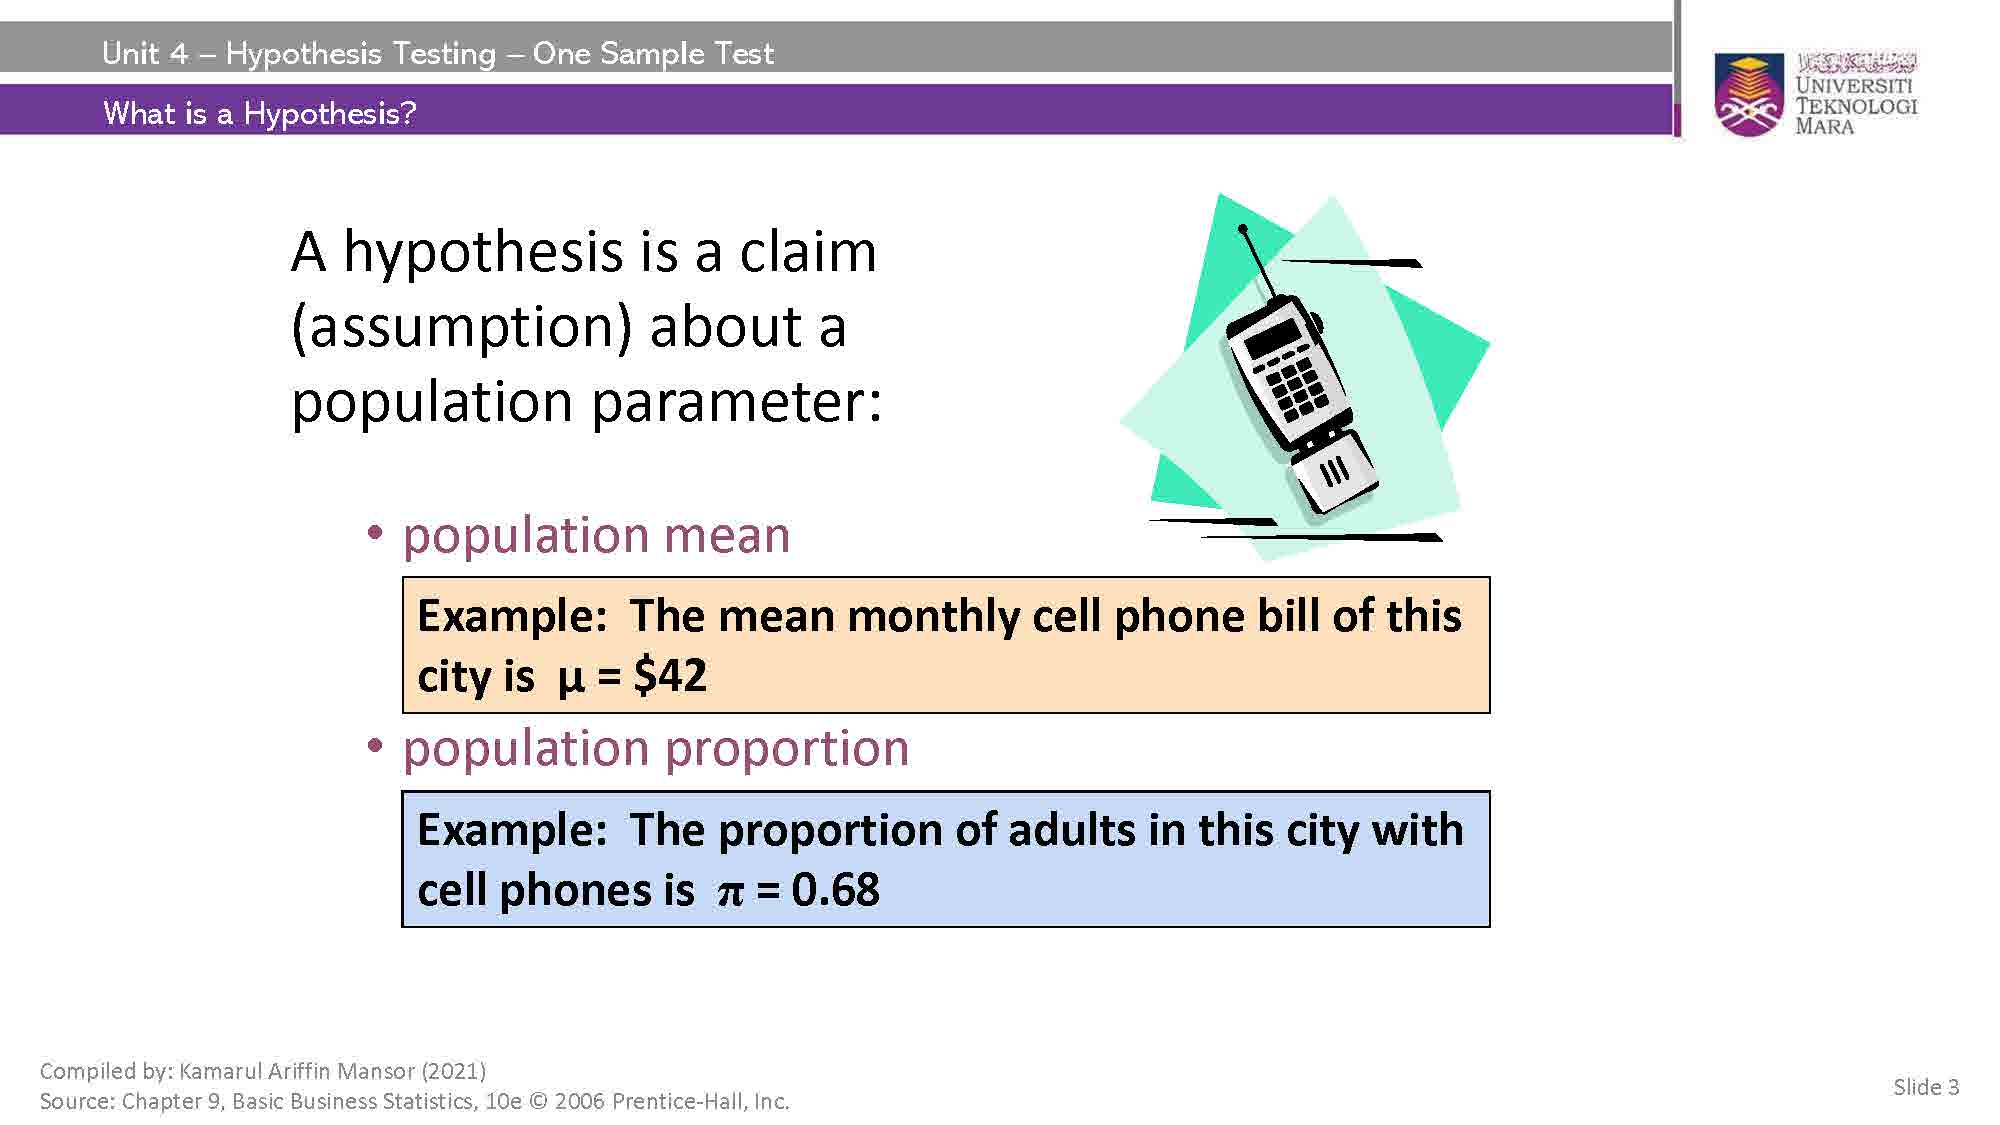 Unit 4 – Hypothesis Testing – One Sample Test
What is a Hypothesis?
UNIVERSITI
TEKNOLOGI
MARA
A hypothesis is a claim
(assumption) about a
population parameter:
• population mean
Example:  The mean monthly cell phone bill of this
city is  μ = $42
• population proportion
Example:  The proportion of adults in this city with
cell phones is  π = 0.68
Compiled by: Kamarul Ariffin Mansor (2021)
Source: Chapter 9, Basic Business Statistics, 10e © 2006 Prentice-Hall, Inc.
Slide 3